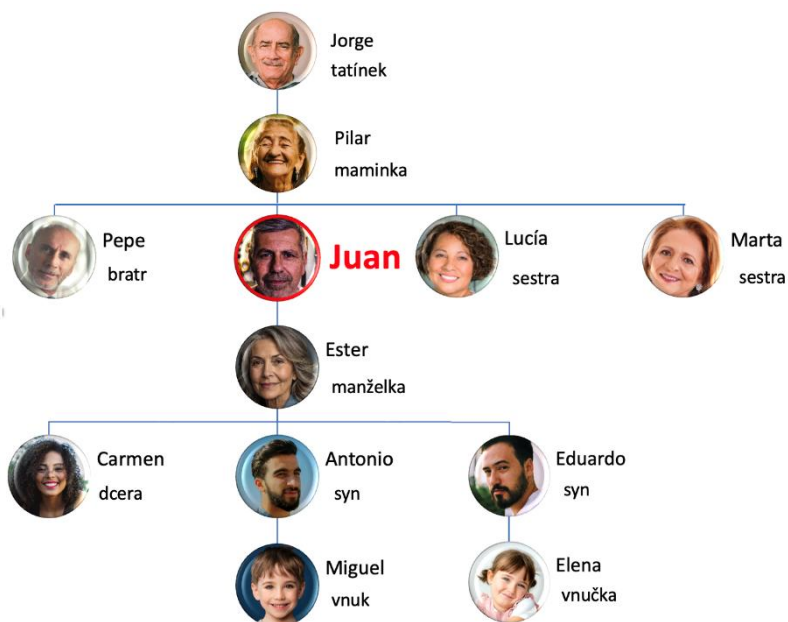 Jorge
tatínek
Pilar
maminka
Pepe
bratr
Juan
Lucía
sestra
Marta
sestra
Ester
manželka
Carmen
dcera
Antonio
syn
Eduardo
syn
Miguel
vnuk
Elena
vnučka